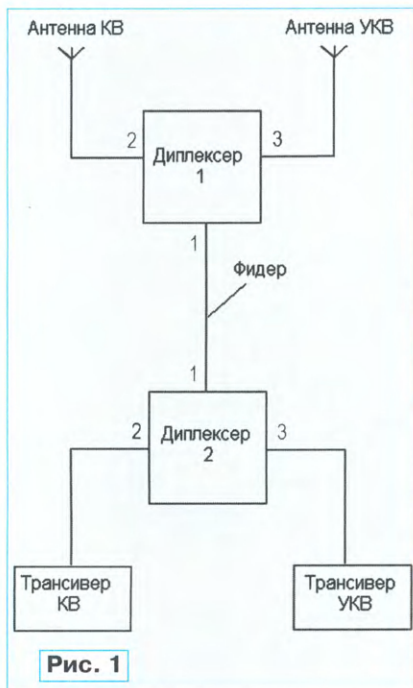 Антенна КВ
Антенна УКВ
2
Диплексер
1
3
1
Фидер
1
2
Диплексер
2
3
Трансивер
КВ
Трансивер
УКВ
Рис. 1